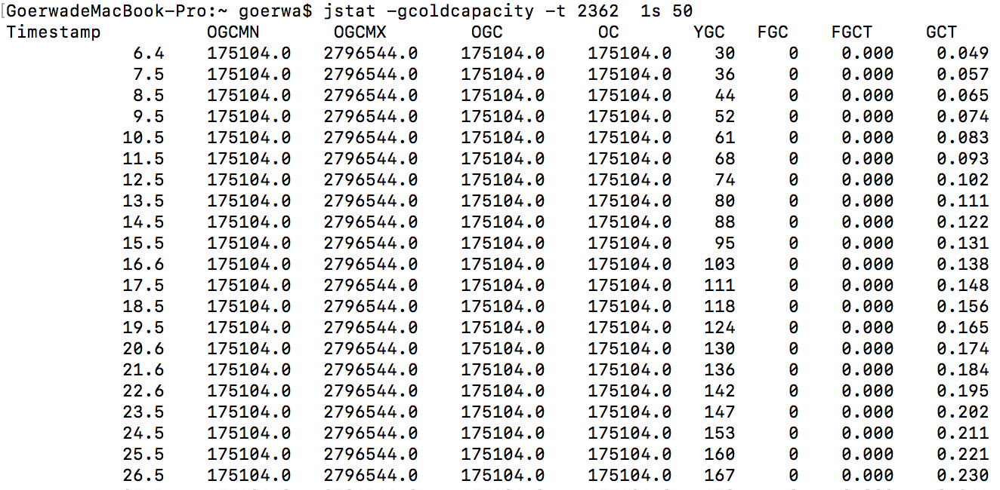 [GoerwadeMacBook-Pro:~ goerwa$ jstat -gcoldcapacity -t 2362  1s 50
Timestamp          OGCMN       OGCMX        OGC         OC       YGC   FGC    FGCT     GCT
            6.4    175104.0   2796544.0    175104.0    175104.0    30     0    0.000    0.049
            7.5    175104.0   2796544.0    175104.0    175104.0    36     0    0.000    0.057
            8.5    175104.0   2796544.0    175104.0    175104.0    44     0    0.000    0.065
            9.5    175104.0   2796544.0    175104.0    175104.0    52     0    0.000    0.074
           10.5    175104.0   2796544.0    175104.0    175104.0    61     0    0.000    0.083
           11.5    175104.0   2796544.0    175104.0    175104.0    68     0    0.000    0.093
           12.5    175104.0   2796544.0    175104.0    175104.0    74     0    0.000    0.102
           13.5    175104.0   2796544.0    175104.0    175104.0    80     0    0.000    0.111
           14.5    175104.0   2796544.0    175104.0    175104.0    88     0    0.000    0.122
           15.5    175104.0   2796544.0    175104.0    175104.0    95     0    0.000    0.131
           16.6    175104.0   2796544.0    175104.0    175104.0   103     0    0.000    0.138
           17.5    175104.0   2796544.0    175104.0    175104.0   111     0    0.000    0.148
           18.5    175104.0   2796544.0    175104.0    175104.0   118     0    0.000    0.156
           19.5    175104.0   2796544.0    175104.0    175104.0   124     0    0.000    0.165
           20.6    175104.0   2796544.0    175104.0    175104.0   130     0    0.000    0.174
           21.6    175104.0   2796544.0    175104.0    175104.0   136     0    0.000    0.184
           22.6    175104.0   2796544.0    175104.0    175104.0   142     0    0.000    0.195
           23.5    175104.0   2796544.0    175104.0    175104.0   147     0    0.000    0.202
           24.5    175104.0   2796544.0    175104.0    175104.0   153     0    0.000    0.211
           25.5    175104.0   2796544.0    175104.0    175104.0   160     0    0.000    0.221
           26.5    175104.0   2796544.0    175104.0    175104.0   167     0    0.000    0.230